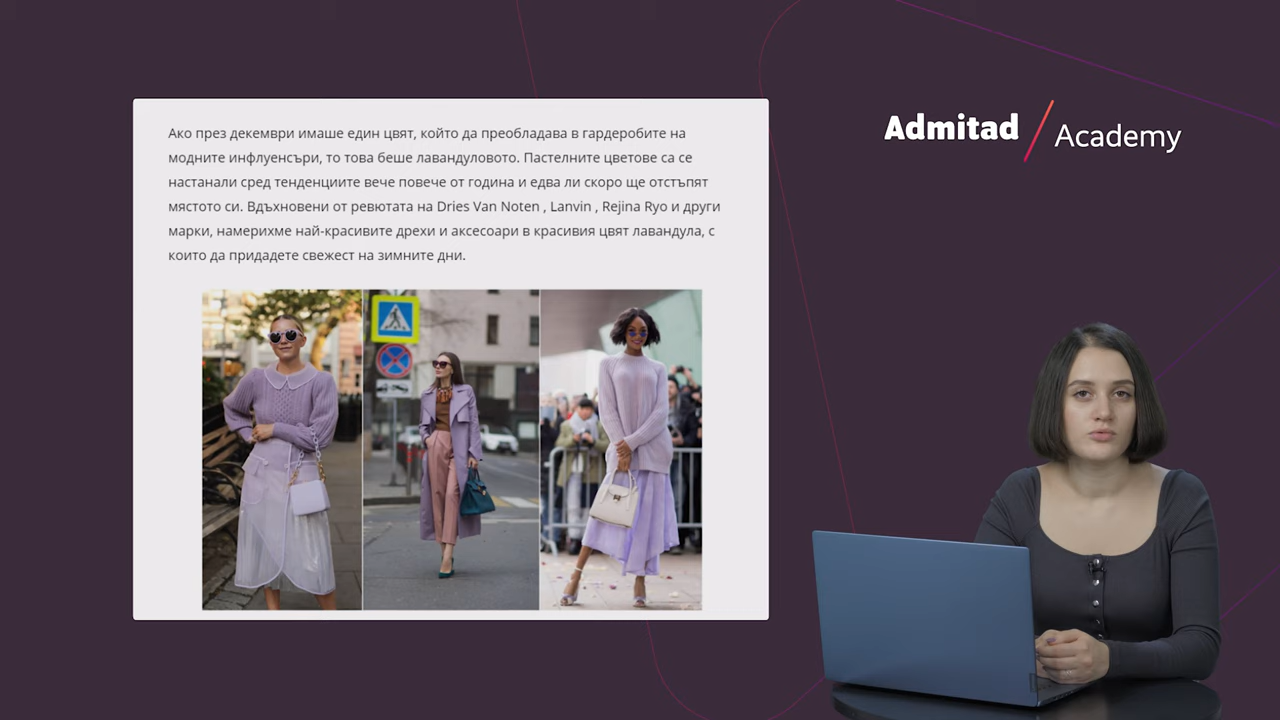 Ако през декември имаше един цвят, който да преобладава в гардеробите на
модните инфлуенсъри, то това беше лавандуловото. Пастелните цветове са се
настанали сред тенденциите вече повече от година и едва ли скоро ще отстъпят
мястото си. Вдъхновени от ревютата на Dries Van Noten , Lanvin , Rejina Ryo и други
марки, намерихме най-красивите дрехи и аксесоари в красивия цвят лавандула, с
които да придадете свежест на зимните дни.
Admitad / Academy